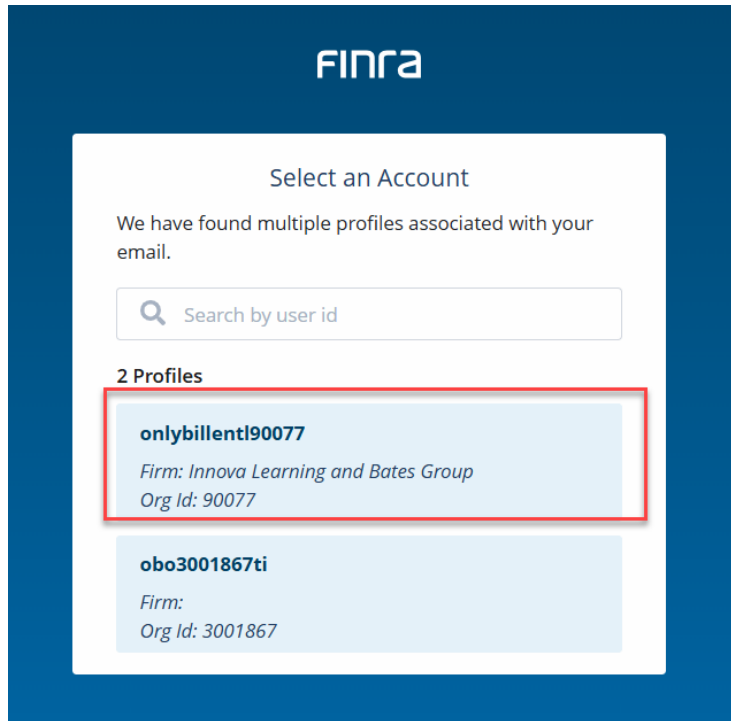 FINRA
Select an Account
We have found multiple profiles associated with your
email.
Search by user id
2 Profiles
onlybillentl90077
Firm: Innova Learning and Bates Group
Org Id: 90077
obo3001867ti
Firm:
Org Id: 3001867